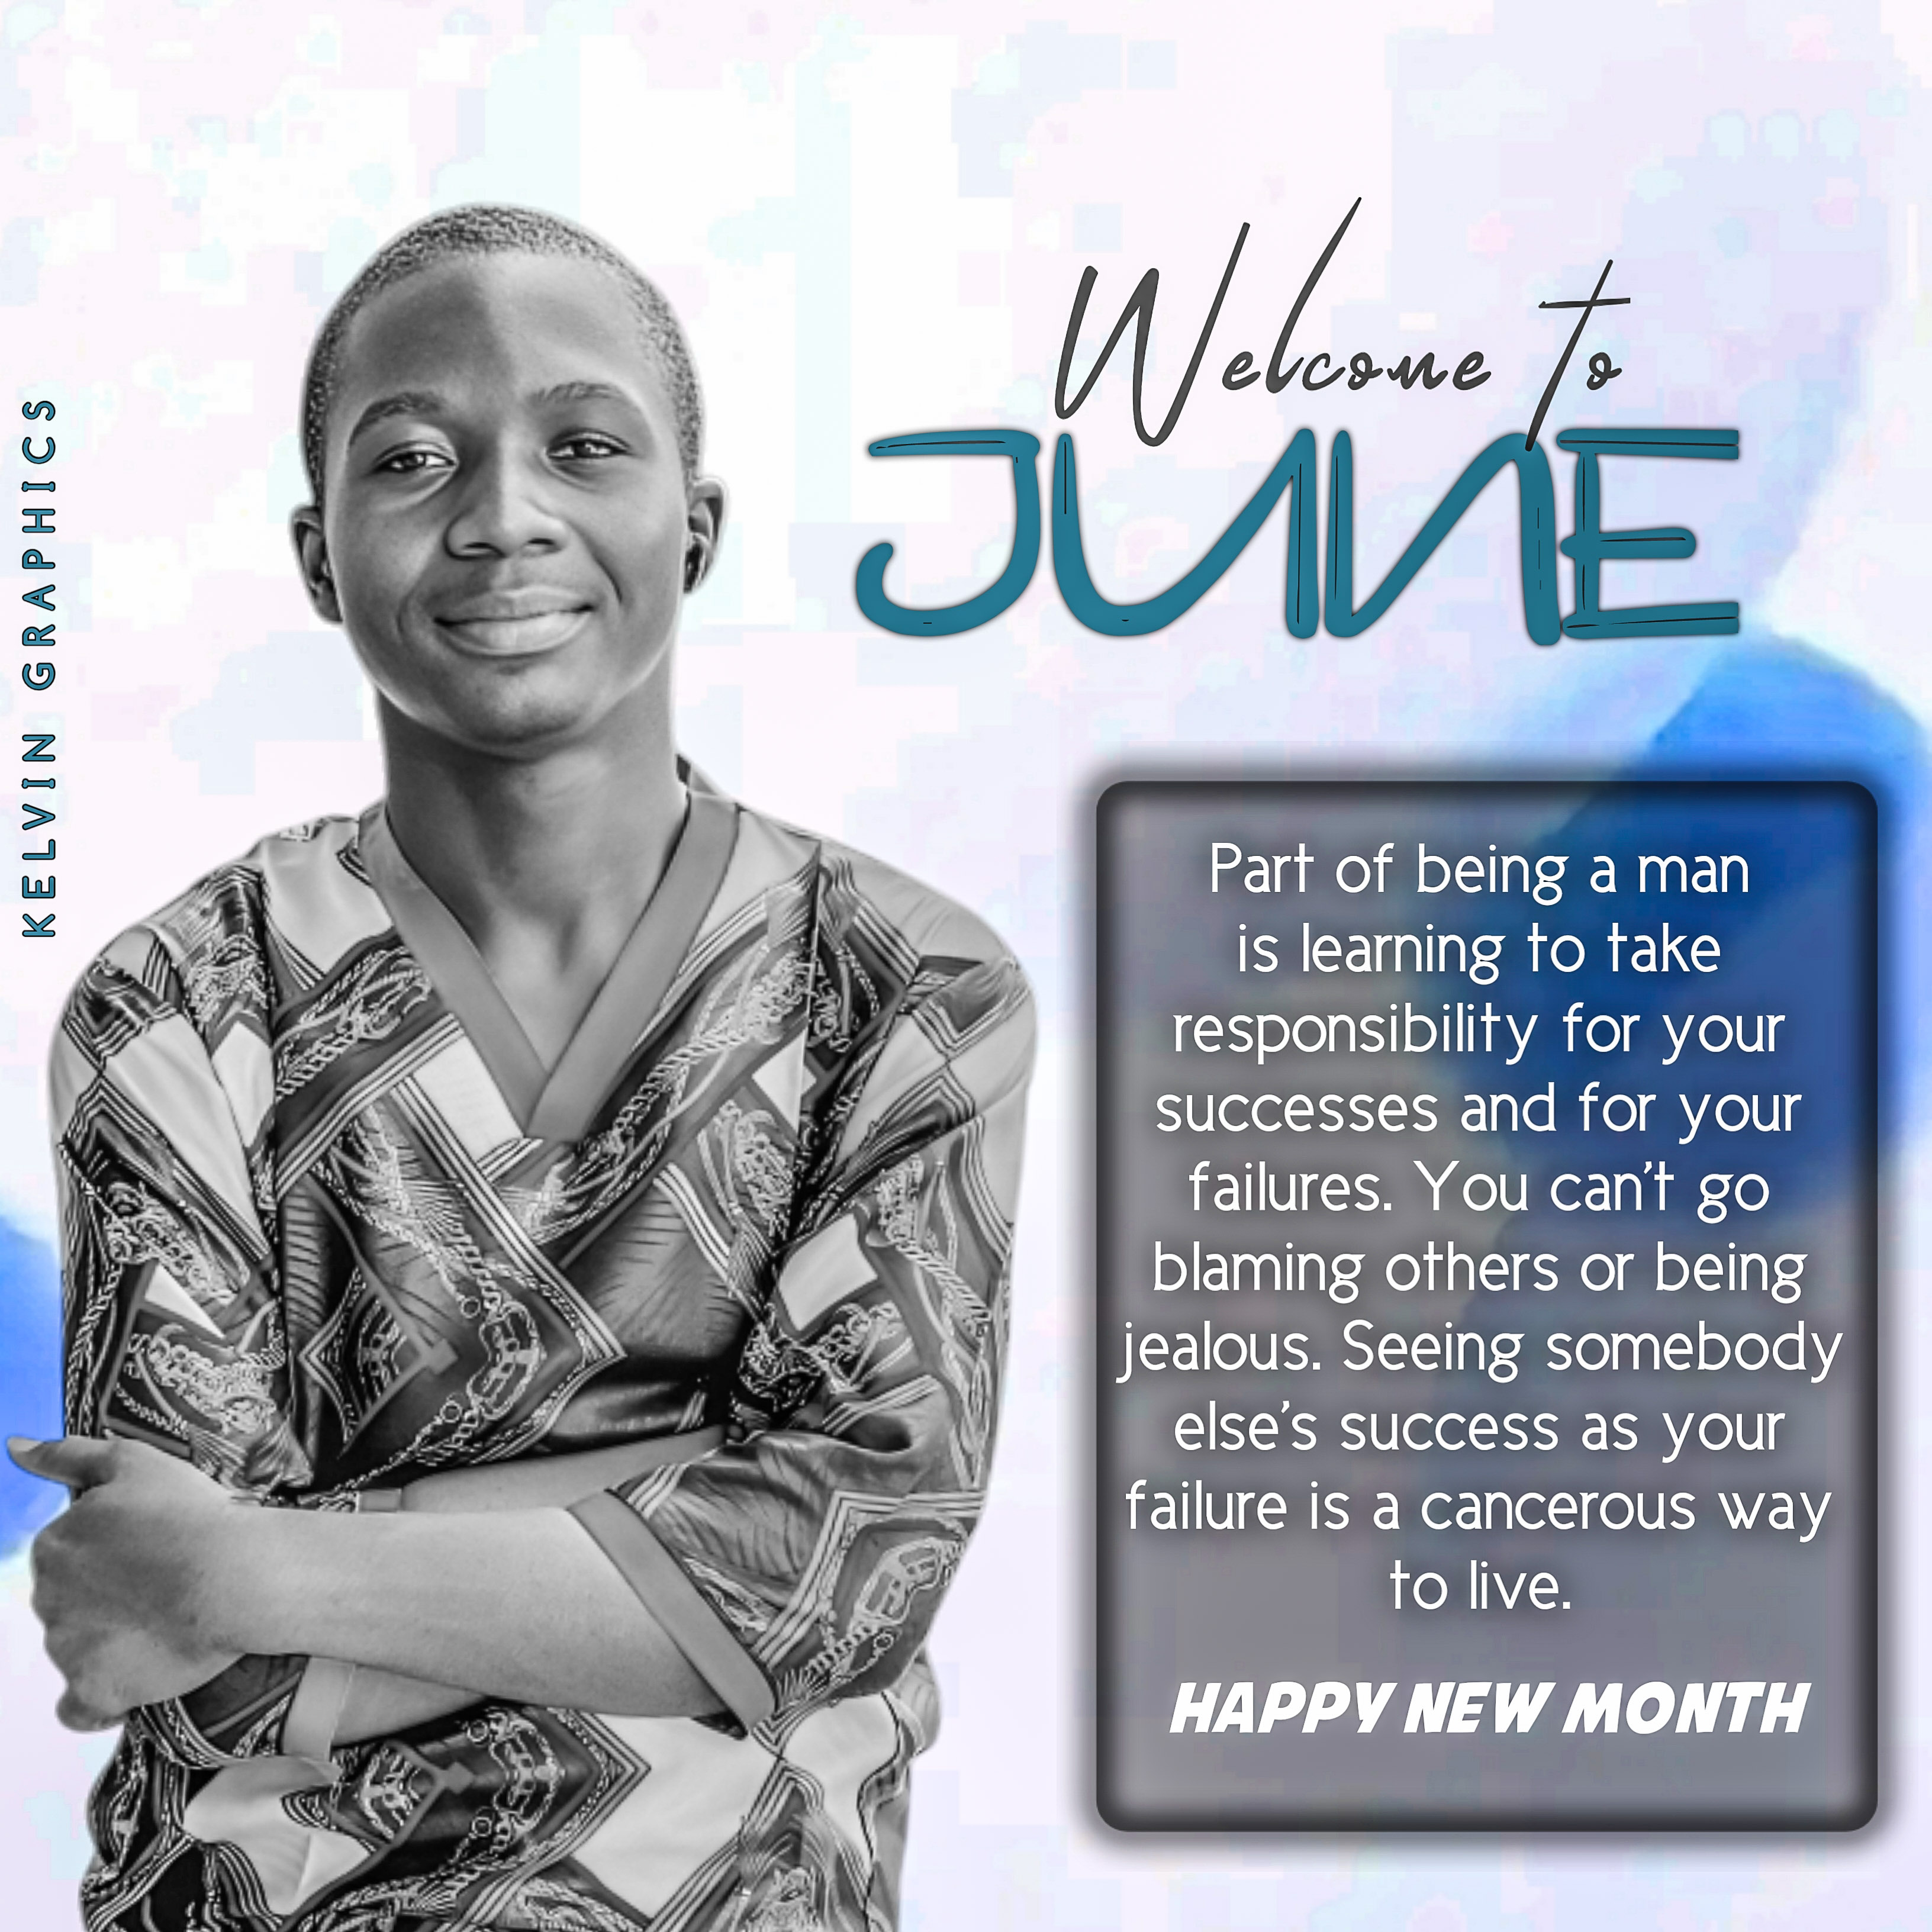 KELVIN GRAPHICS
Welcome to
JUNE
Part of being a man
is learning to take
responsibility for your
successes and for your
failures. You can't go
blaming others or being
jealous. Seeing somebody
else's success as your
failure is a cancerous way
to live.
HAPPY NEW MONTH